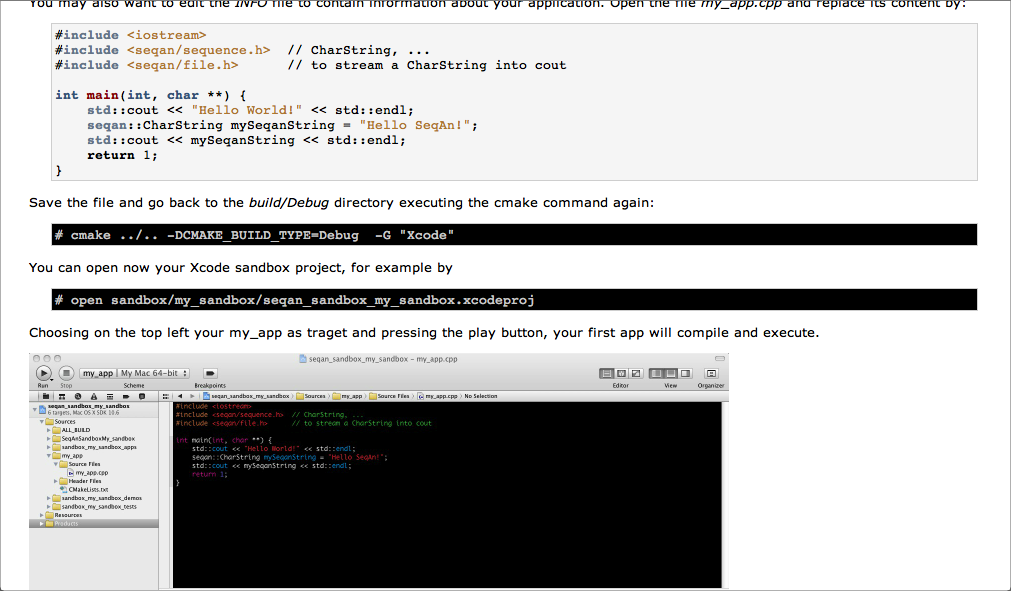 You may also want to edit the INFO file to contain information about your application. Open the file my_app.cpp and replace its content by:
#include <iostream>
#include <seqan/sequence.h>  // CharString, ...
#include <seqan/file.h>      // to stream a CharString into cout
int main(int, char **) {
    std::cout << "Hello World!" << std::endl;
    seqan::CharString mySeqanString = "Hello SeqAn!";
    std::cout << mySeqanString << std::endl;
    return 1;
}
Save the file and go back to the build/Debug directory executing the cmake command again:
# cmake ../.. -DCMAKE_BUILD_TYPE=Debug  -G "Xcode"
You can open now your Xcode sandbox project, for example by
# open sandbox/my_sandbox/seqan_sandbox_my_sandbox.xcodeproj
Choosing on the top left your my_app as traget and pressing the play button, your first app will compile and execute.
seqan_sandbox_my_sandbox - my_app.cpp
my_app My Mac 64-bit
Run Stop Scheme Breakpoints Editor View Organizer
seqan_sandbox_my_sandbox Sources my_app Source Files my_app.cpp No Selection
seqan_sandbox_my_sandbox
6 targets, Mac OS X SDK 10.6
Sources
ALL_BUILD
SeqAnSandboxMy_sandbox
sandbox_my_sandbox_apps
my_app
Source Files
my_app.cpp
Header Files
CMakeLists.txt
sandbox_my_sandbox_demos
sandbox_my_sandbox_tests
Resources
Products
#include <iostream>
#include <seqan/sequence.h>  // CharString, ...
#include <seqan/file.h>      // to stream a CharString into cout
int main(int, char **) {
    std::cout << "Hello World!" << std::endl;
    seqan::CharString mySeqanString = "Hello SeqAn!";
    std::cout << mySeqanString << std::endl;
    return 1;
}